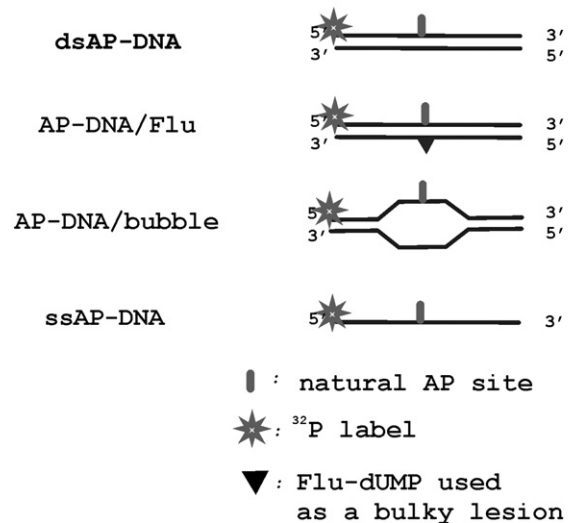 dsAP-DNA
5' 3'
3' 5'
AP-DNA/Flu
5' 3'
3' 5'
AP-DNA/bubble
5' 3'
3' 5'
ssAP-DNA
5' 3'
: natural AP site
: ³²P label
: Flu-dUMP used
as a bulky lesion